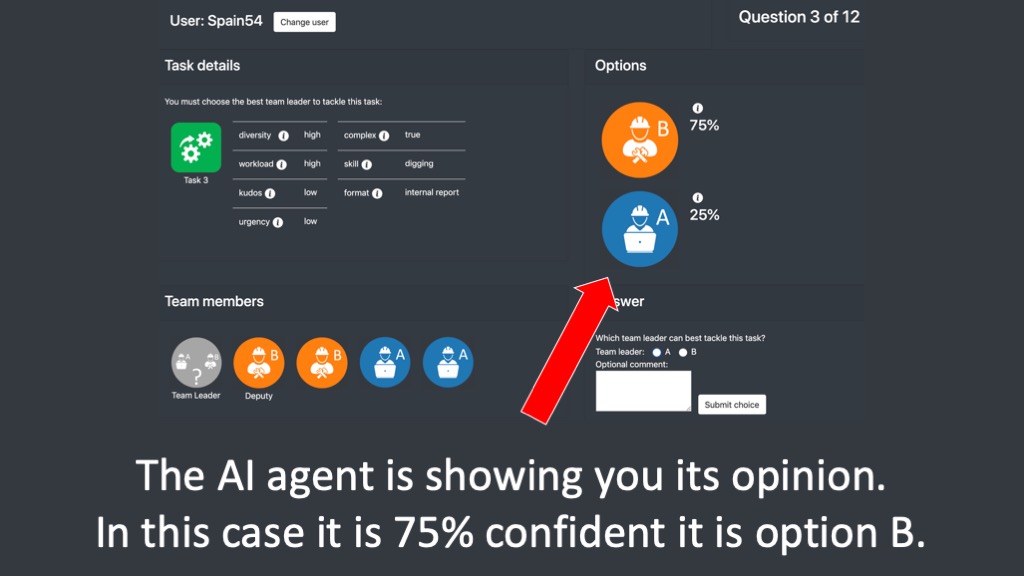 User: Spain54 Change user
Question 3 of 12
Task details
You must choose the best team leader to tackle this task:
Task 3
diversity i high complex i true
workload i high skill i digging
kudos i low format i internal report
urgency i low
Options
B
i
75%
A
i
25%
Team members
A B
?
Team Leader
B
Deputy
B
A
A
swer
Which team leader can best tackle this task?
Team leader: A B
Optional comment:
Submit choice
The AI agent is showing you its opinion.
In this case it is 75% confident it is option B.